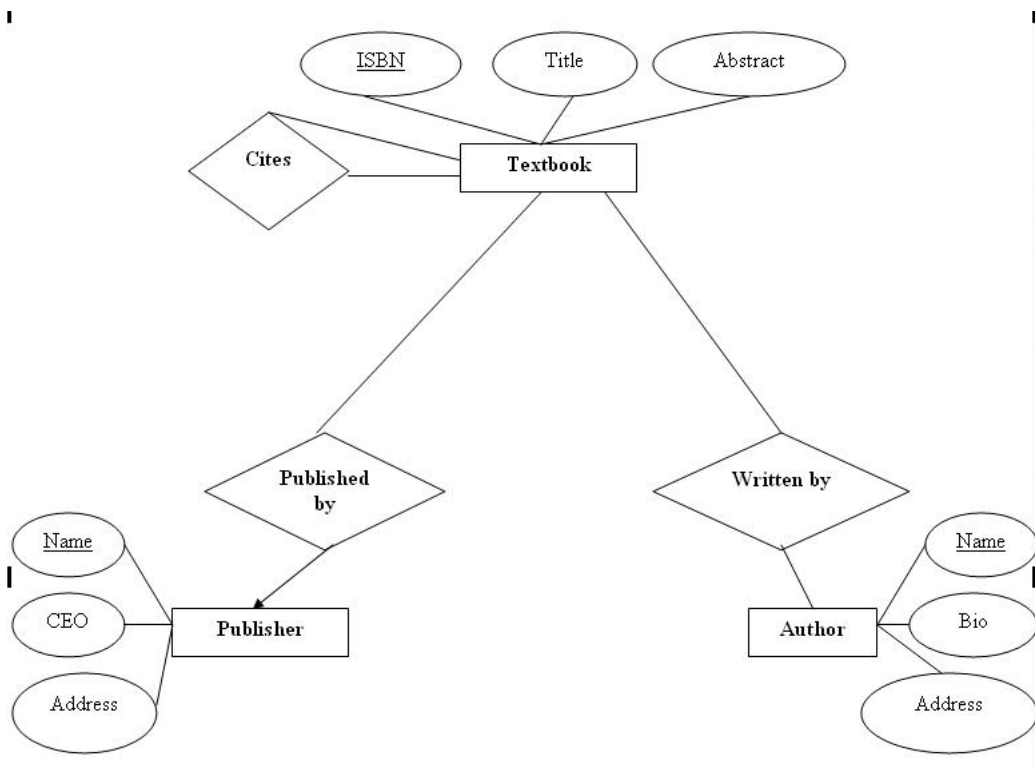 ISBN
Title
Abstract
Cites
Textbook
Published
by
Written by
Name
Name
CEO
Publisher
Author
Bio
Address
Address